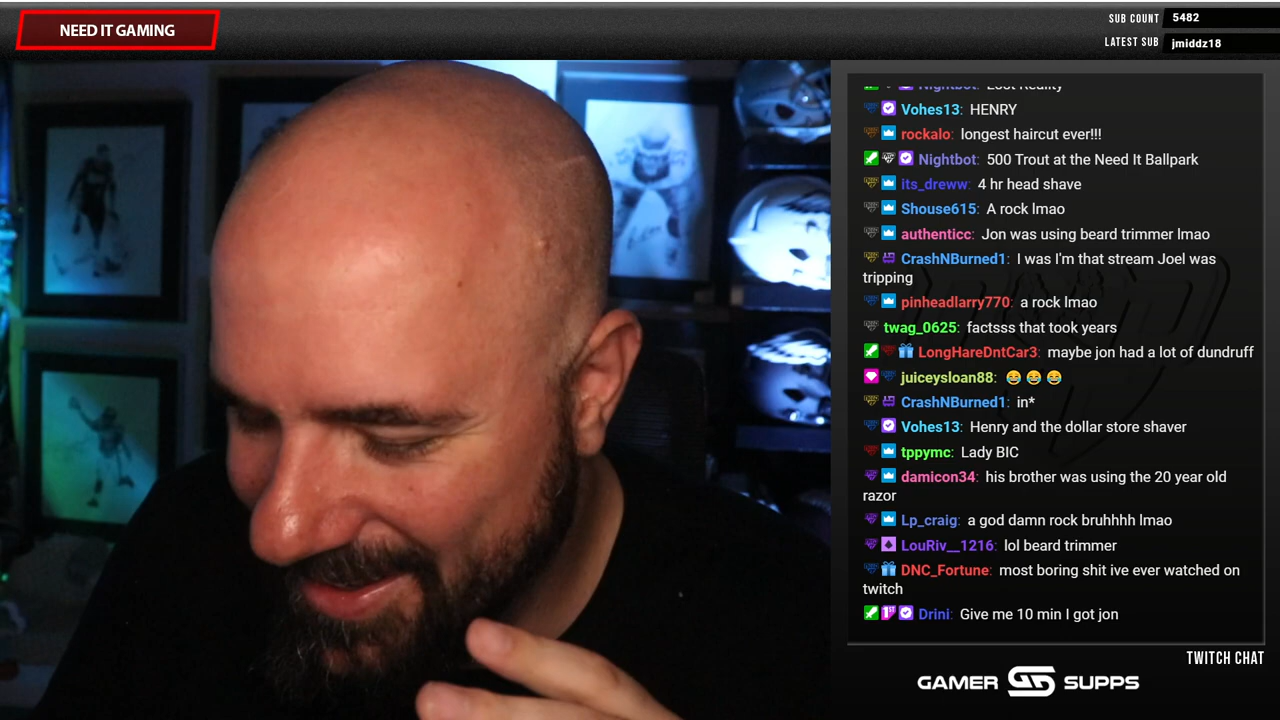 NEED IT GAMING
SUB COUNT 5482
LATEST SUB jmiddz18
Nightbot: Lost Reality
Vohes13: HENRY
rockalo: longest haircut ever!!!
Nightbot: 500 Trout at the Need It Ballpark
its_dreww: 4 hr head shave
Shouse615: A rock lmao
authenticc: Jon was using beard trimmer lmao
CrashNBurned1: I was I'm that stream Joel was
tripping
pinheadlarry770: a rock lmao
twag_0625: factsss that took years
LongHareDntCar3: maybe jon had a lot of dundruff
juiceysloan88: 😂 😂 😂
CrashNBurned1: in*
Vohes13: Henry and the dollar store shaver
tppymc: Lady BIC
damicon34: his brother was using the 20 year old
razor
Lp_craig: a god damn rock bruhhhh lmao
LouRiv__1216: lol beard trimmer
DNC_Fortune: most boring shit ive ever watched on
twitch
Drini: Give me 10 min I got jon
TWITCH CHAT
GAMER GS SUPPS